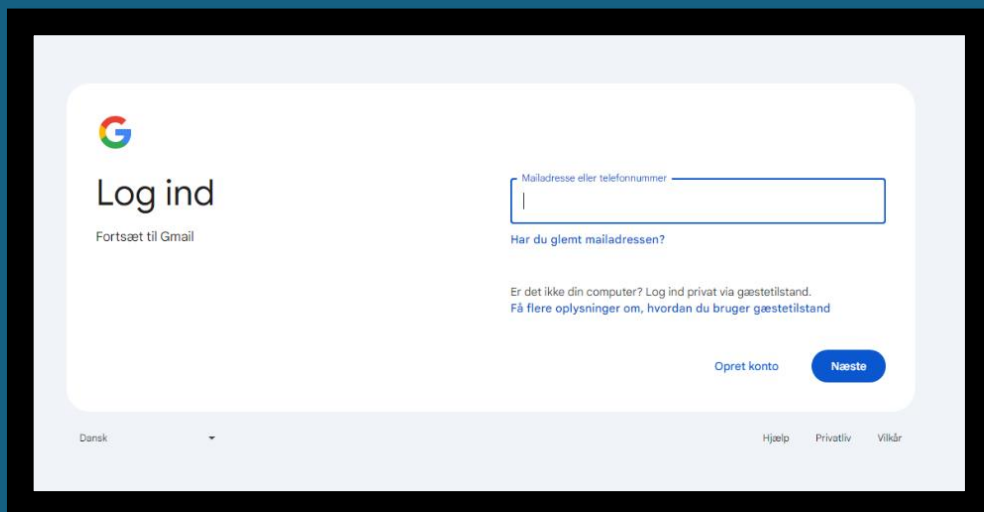 Log ind
Fortsæt til Gmail
Mailadresse eller telefonnummer
Har du glemt mailadressen?
Er det ikke din computer? Log ind privat via gæstetilstand.
Få flere oplysninger om, hvordan du bruger gæstetilstand
Opret konto
Næste
Dansk
Hjælp
Privatliv
Vilkår